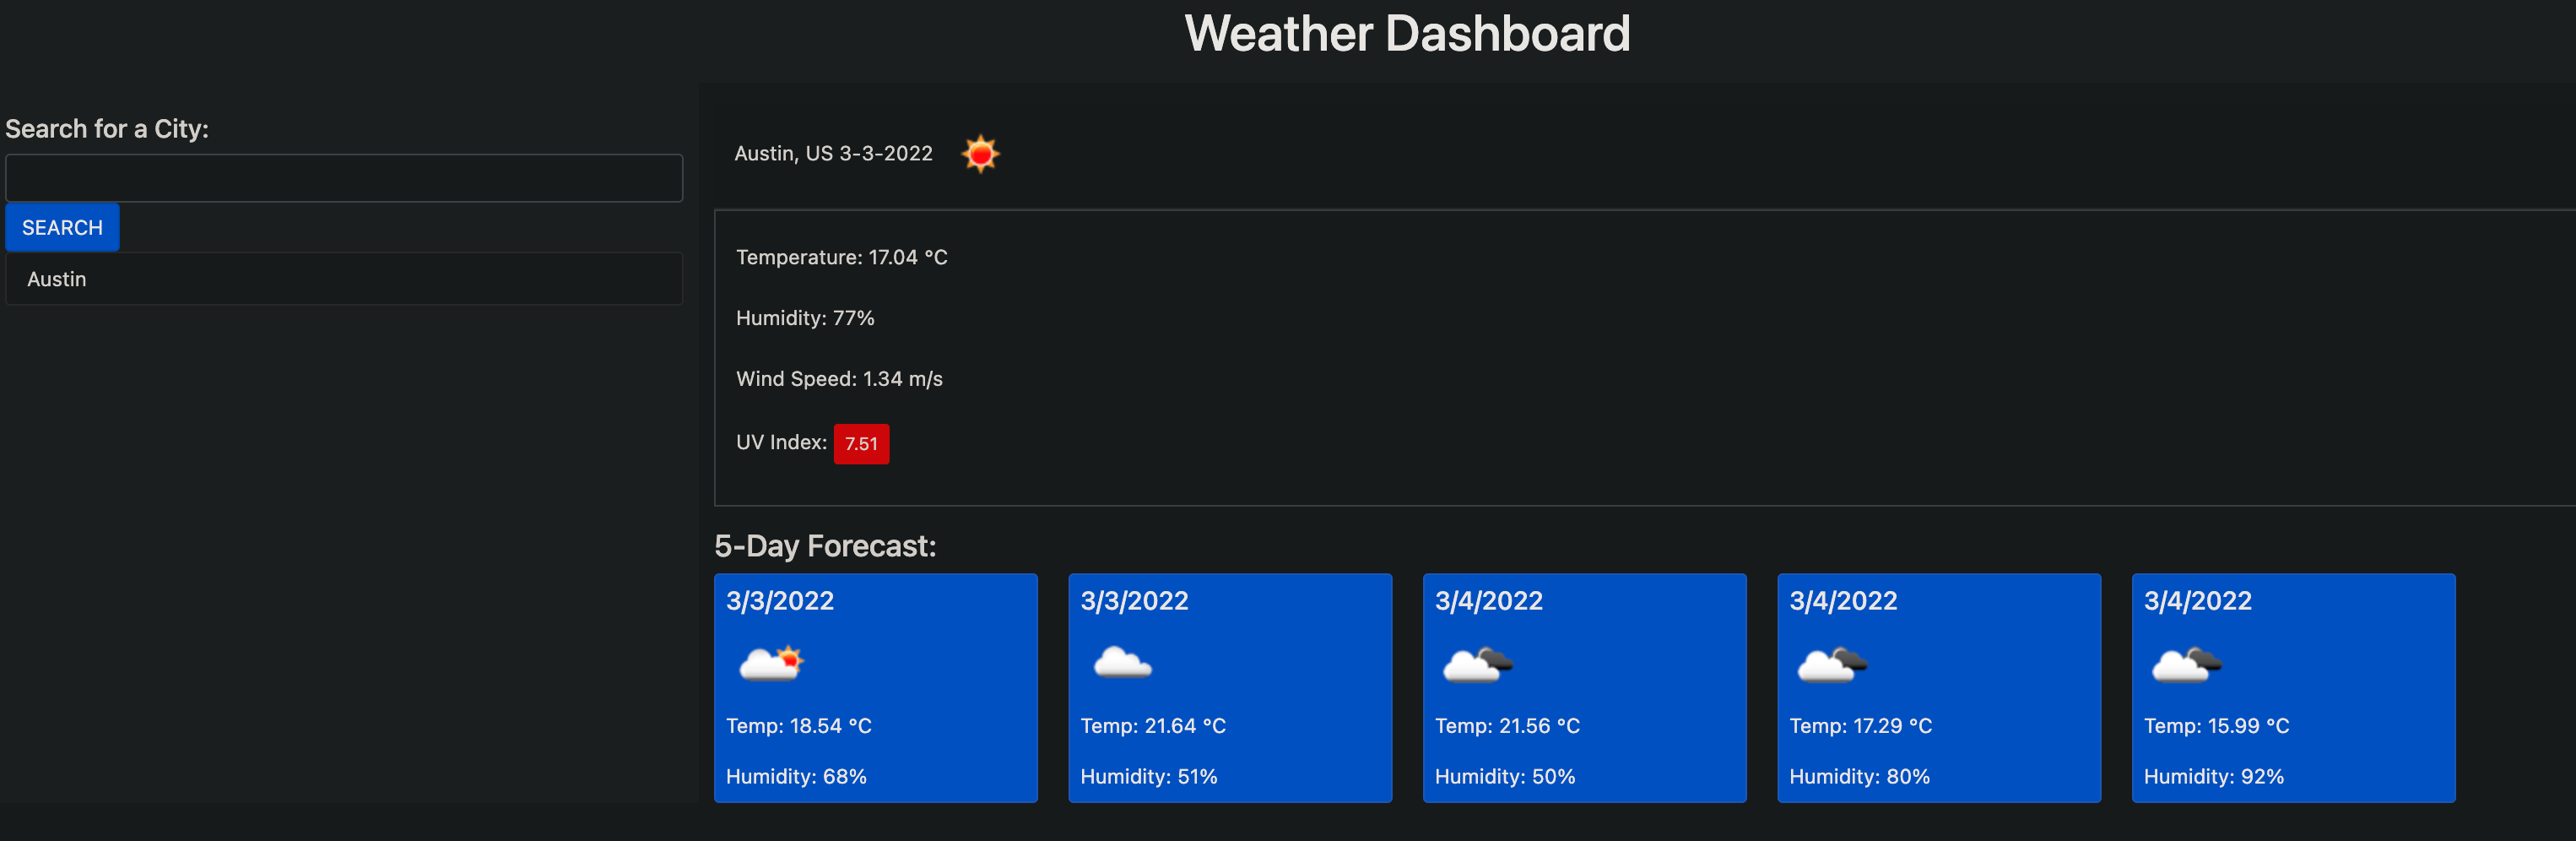 Weather Dashboard
Search for a City:
SEARCH
Austin
Austin, US 3-3-2022
Temperature: 17.04 °C
Humidity: 77%
Wind Speed: 1.34 m/s
UV Index: 7.51
5-Day Forecast:
3/3/2022
Temp: 18.54 °C
Humidity: 68%
3/3/2022
Temp: 21.64 °C
Humidity: 51%
3/4/2022
Temp: 21.56 °C
Humidity: 50%
3/4/2022
Temp: 17.29 °C
Humidity: 80%
3/4/2022
Temp: 15.99 °C
Humidity: 92%